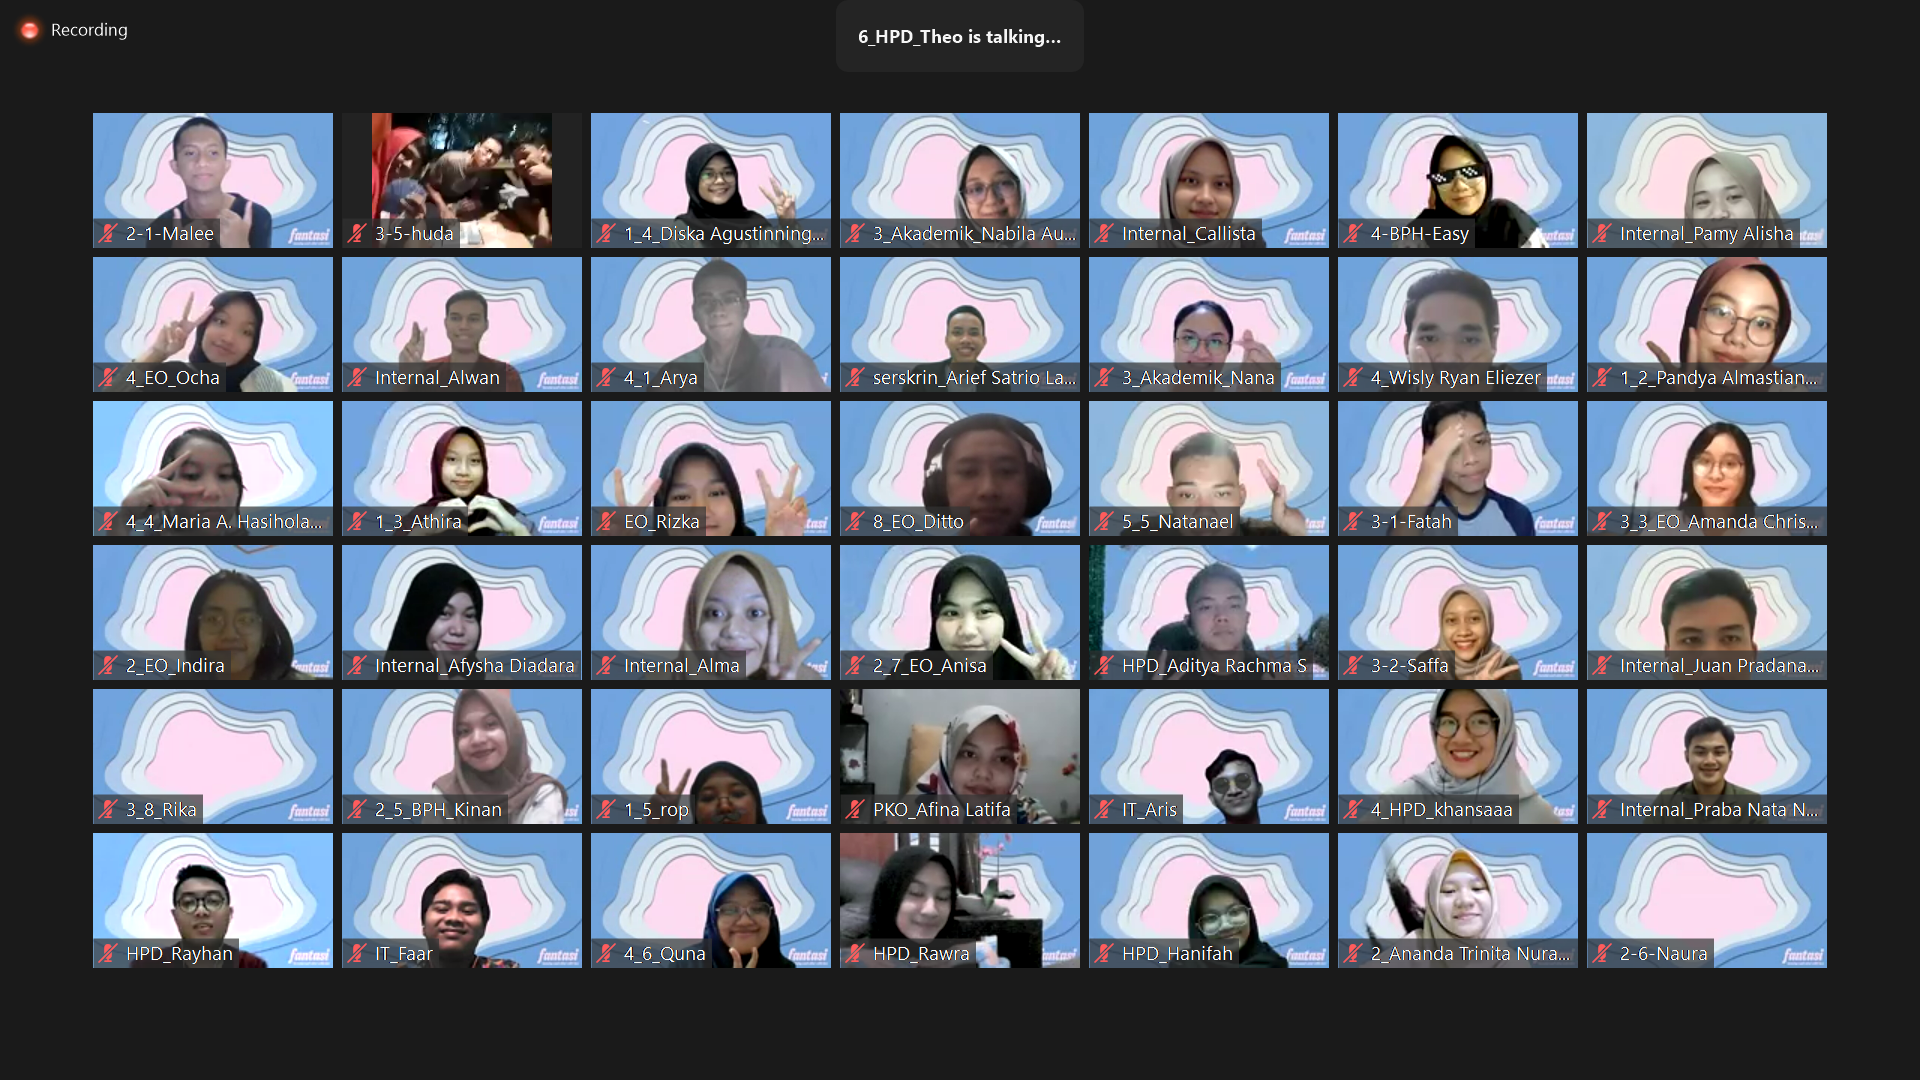 Recording
6_HPD_Theo is talking...
2-1-Malee
fantasi
3-5-huda
1_4_Diska Agustinning...
3_Akademik_Nabila Au...
Internal_Callista
fantasi
4-BPH-Easy
fantasi
Internal_Pamy Alisha
4_EO_Ocha
fantasi
Internal_Alwan
fantasi
4_1_Arya
serskrin_Arief Satrio La...
3_Akademik_Nana
fantasi
4_Wisly Ryan Eliezer
1_2_Pandya Almastian...
4_4_Maria A. Hasihola...
1_3_Athira
fantasi
EO_Rizka
8_EO_Ditto
fantasi
5_5_Natanael
3-1-Fatah
fantasi
3_3_EO_Amanda Chris...
2_EO_Indira
fantasi
Internal_Afysha Diadara
Internal_Alma
2_7_EO_Anisa
HPD_Aditya Rachma S
3-2-Saffa
fantasi
Internal_Juan Pradana...
3_8_Rika
fantasi
2_5_BPH_Kinan
1_5_rop
fantasi
PKO_Afina Latifa
IT_Aris
fantasi
4_HPD_khansaaa
Internal_Praba Nata N...
HPD_Rayhan
fantasi
IT_Faar
fantasi
4_6_Quna
fantasi
HPD_Rawra
HPD_Hanifah
fantasi
2_Ananda Trinita Nura...
2-6-Naura
fantasi